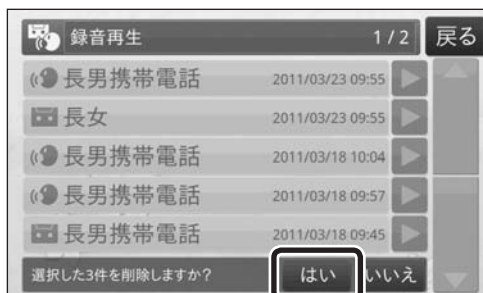 録音再生 1/2 戻る
長男携帯電話 2011/03/23 09:55
長女 2011/03/23 09:55
長男携帯電話 2011/03/18 10:04
長男携帯電話 2011/03/18 09:57
長男携帯電話 2011/03/18 09:45
選択した3件を削除しますか? はい いいえ